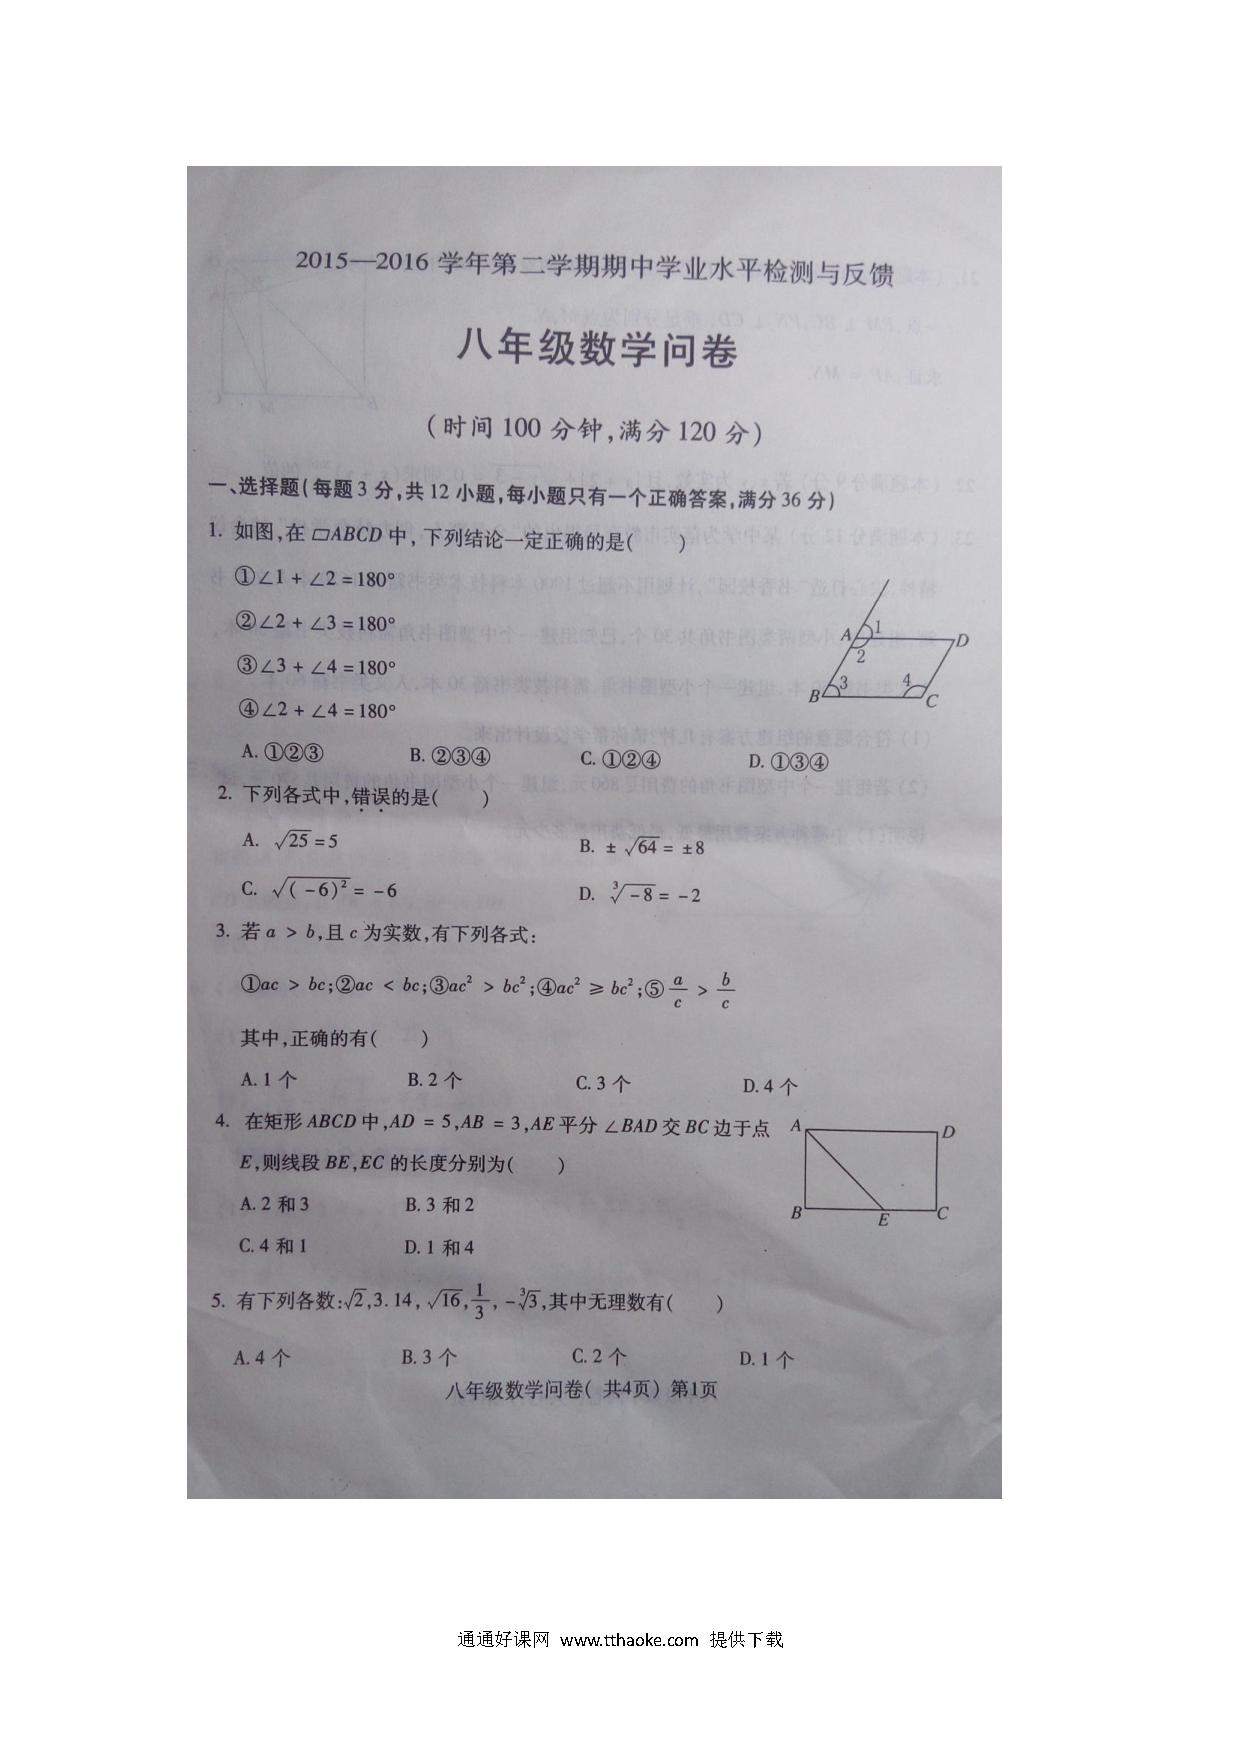 2015—2016 学年第二学期期中学业水平检测与反馈
八年级数学问卷
(时间 100 分钟,满分 120 分)
一、选择题(每题 3 分,共 12 小题,每小题只有一个正确答案,满分 36 分)
1. 如图,在 ▱ABCD 中, 下列结论一定正确的是(　　)
①∠1 + ∠2 = 180°
②∠2 + ∠3 = 180°
③∠3 + ∠4 = 180°
④∠2 + ∠4 = 180°
A 1 D
2
B 3 4 C
A. ①②③ B. ②③④ C. ①②④ D. ①③④
2. 下列各式中,错误的是(　　)
A. √25 = 5 B. ± √64 = ±8
C. √(-6)² = -6 D. ³√-8 = -2
3. 若 a > b,且 c 为实数,有下列各式:
①ac > bc;②ac < bc;③ac² > bc²;④ac² ≥ bc²;⑤a/c > b/c
其中,正确的有(　　)
A. 1 个 B. 2 个 C. 3 个 D. 4 个
4. 在矩形 ABCD 中,AD = 5,AB = 3,AE 平分 ∠BAD 交 BC 边于点
E,则线段 BE,EC 的长度分别为(　　)
A. 2 和 3 B. 3 和 2
C. 4 和 1 D. 1 和 4
A D
B E C
5. 有下列各数:√2,3.14, √16, 1/3, -³√3,其中无理数有(　　)
A. 4 个 B. 3 个 C. 2 个 D. 1 个
八年级数学问卷( 共4页) 第1页
通通好课网 www.tthaoke.com 提供下载